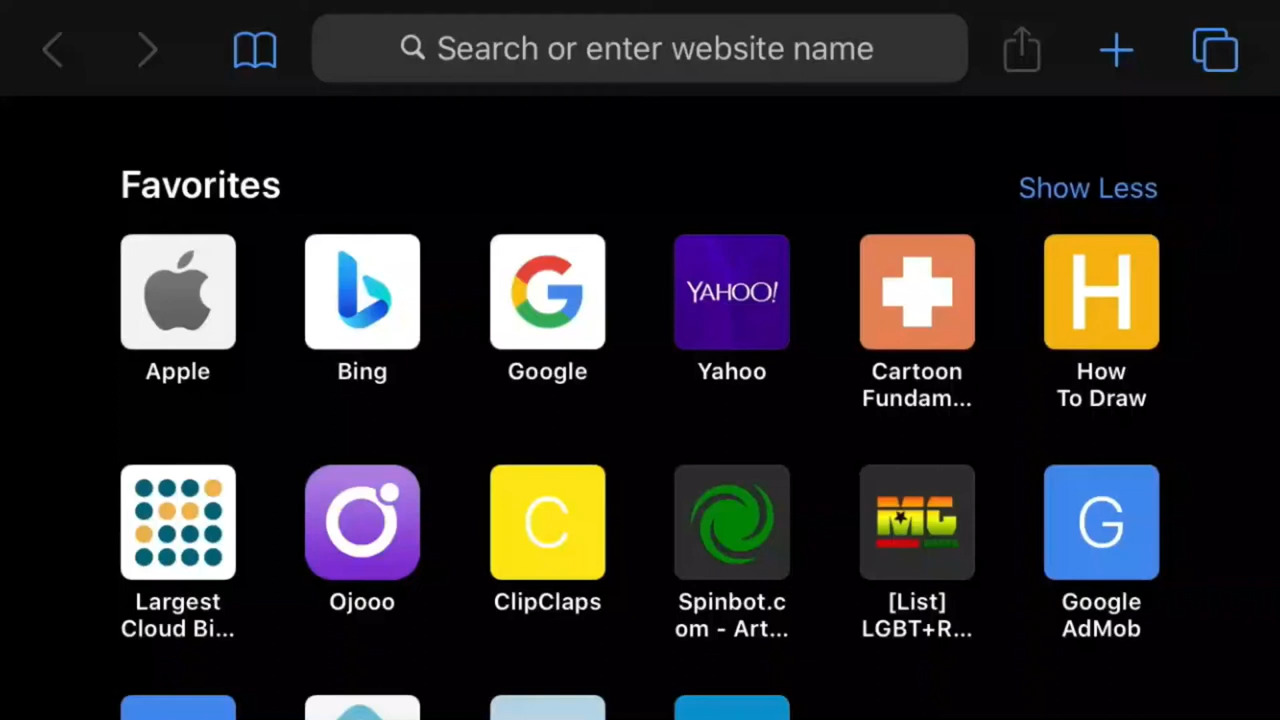 Search or enter website name
Favorites
Show Less
YAHOO!
H
Apple
Bing
Google
Yahoo
Cartoon
Fundam...
How
To Draw
C
MG
G
Largest
Cloud Bi...
Ojooo
ClipClaps
Spinbot.c
om - Art...
[List]
LGBT+R...
Google
AdMob